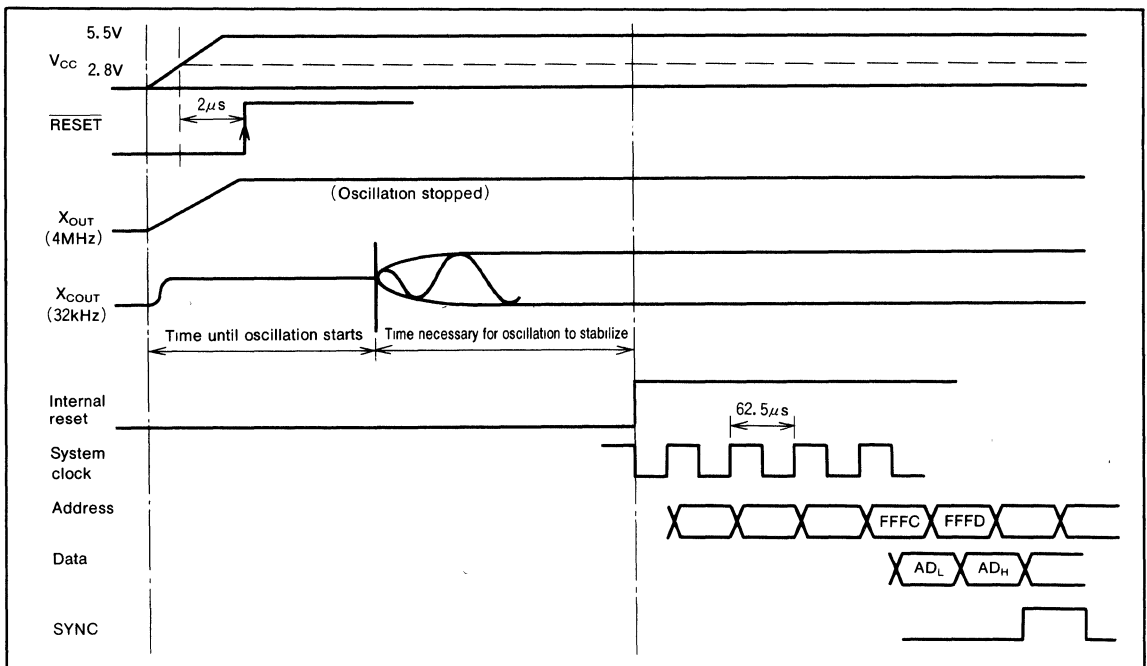 5.5V
VCC 2.8V
2μs
RESET
(Oscillation stopped)
XOUT
(4MHz)
XCOUT
(32kHz)
Time until oscillation starts
Time necessary for oscillation to stabilize
Internal
reset
62.5μs
System
clock
Address
FFFC
FFFD
Data
ADL
ADH
SYNC